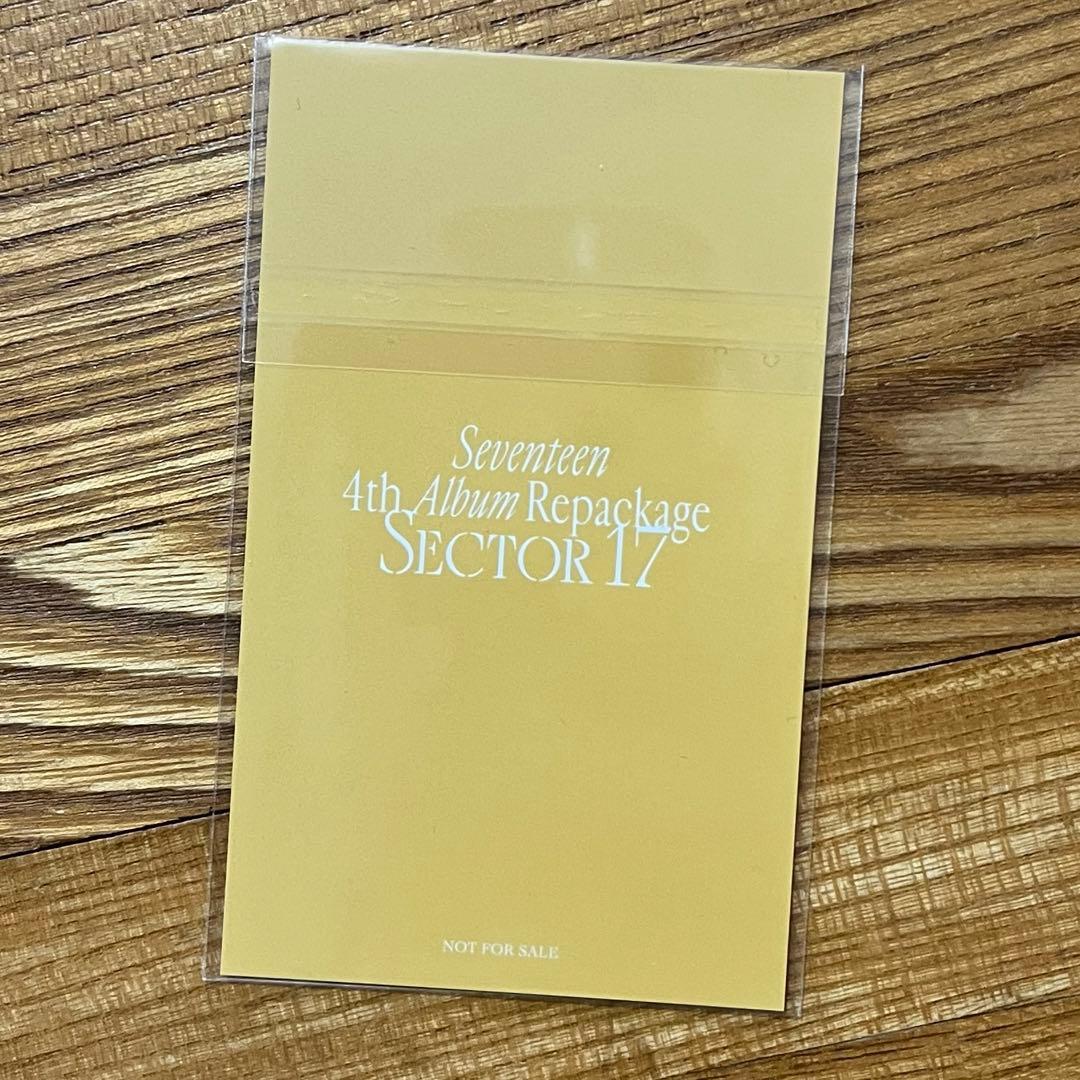 Seventeen
4th Album Repackage
SECTOR 17
NOT FOR SALE